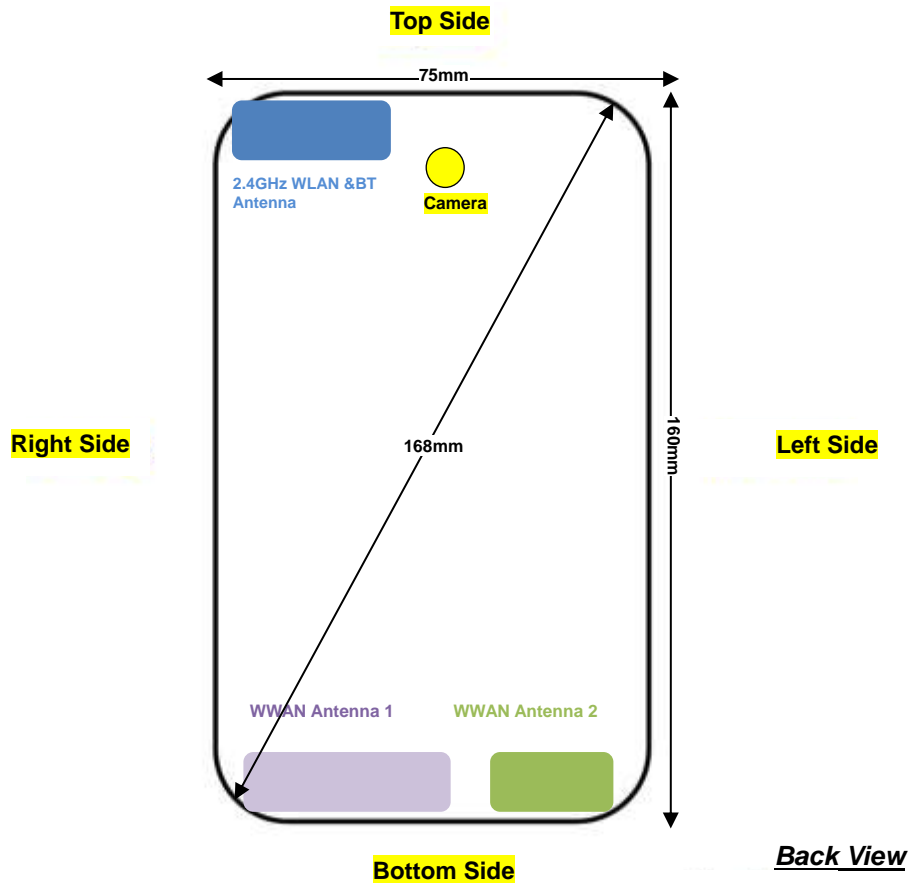 Top Side
75mm
2.4GHz WLAN &BT
Antenna
Camera
Right Side
168mm
160mm
Left Side
WWAN Antenna 1
WWAN Antenna 2
Bottom Side
Back View